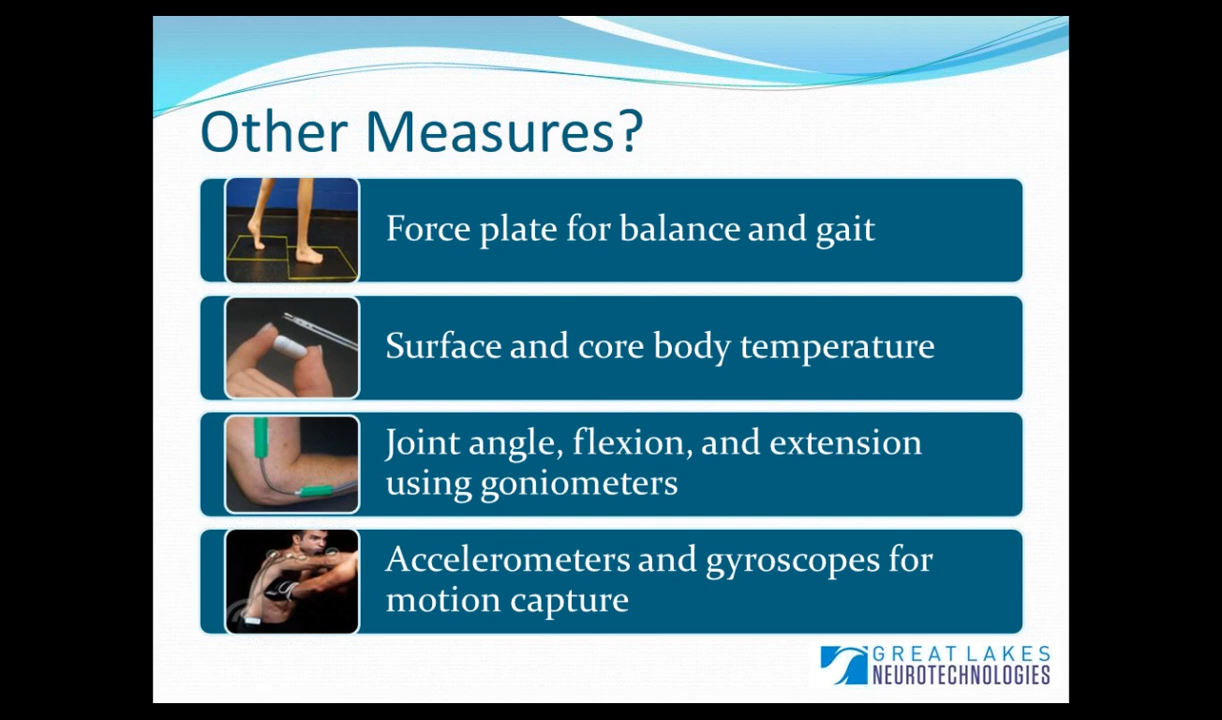 Other Measures?
Force plate for balance and gait
Surface and core body temperature
Joint angle, flexion, and extension
using goniometers
Accelerometers and gyroscopes for
motion capture
GREAT LAKES
NEUROTECHNOLOGIES